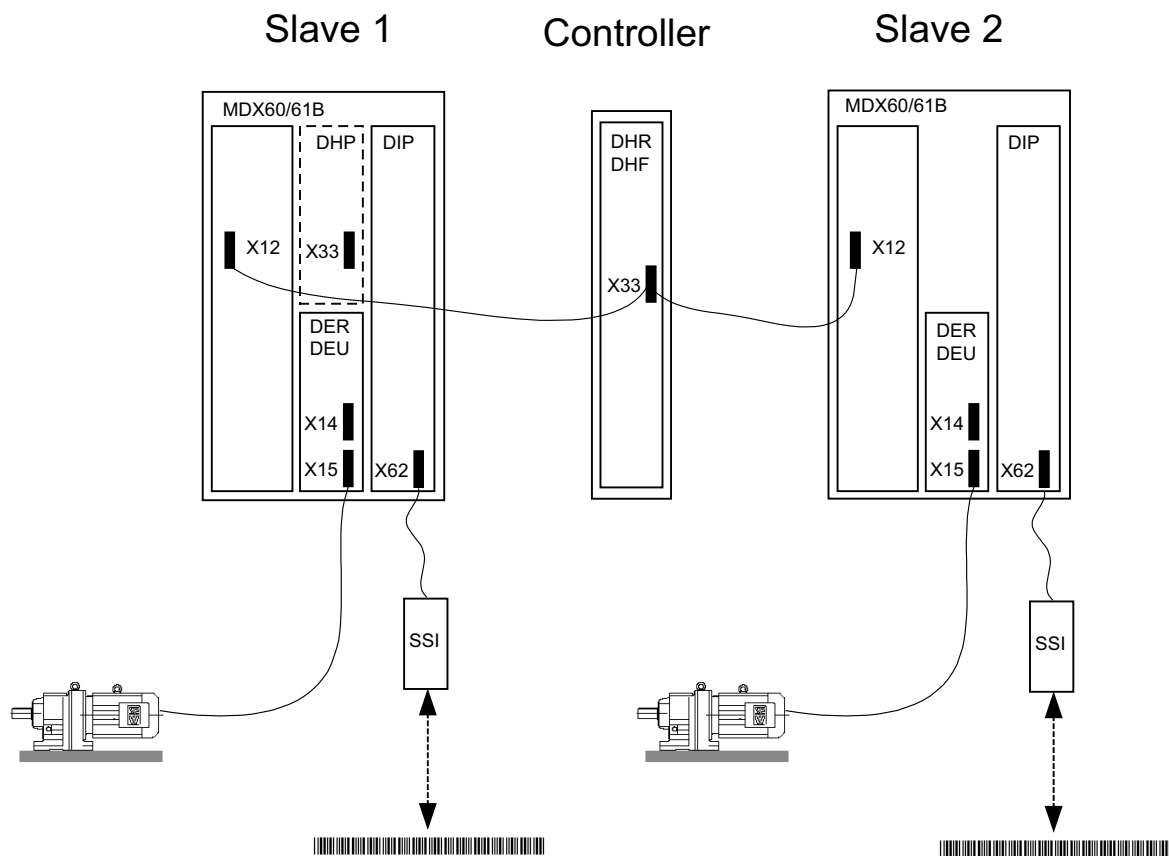 Slave 1
Controller
Slave 2
MDX60/61B
DHP
DIP
X12
X33
DER
DEU
X14
X15
X62
SSI
DHR
DHF
X33
MDX60/61B
DIP
X12
DER
DEU
X14
X15
X62
SSI